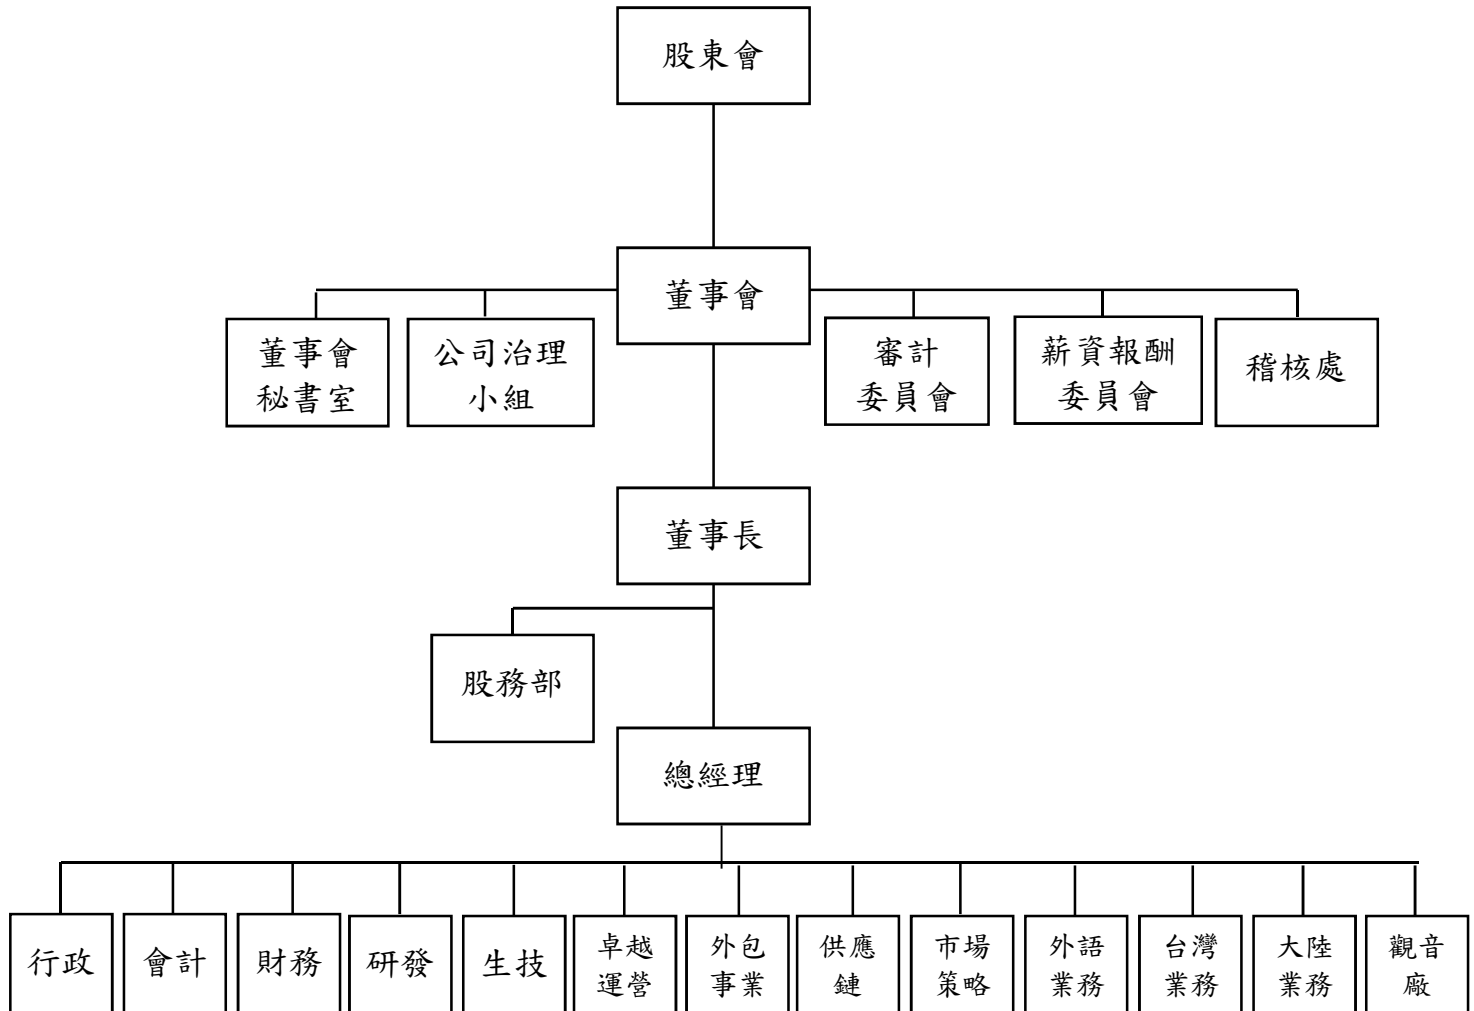 股東會
董事會
董事會
秘書室
公司治理
小組
審計
委員會
薪資報酬
委員會
稽核處
董事長
股務部
總經理
行政
會計
財務
研發
生技
卓越
運營
外包
事業
供應
鏈
市場
策略
外語
業務
台灣
業務
大陸
業務
觀音
廠